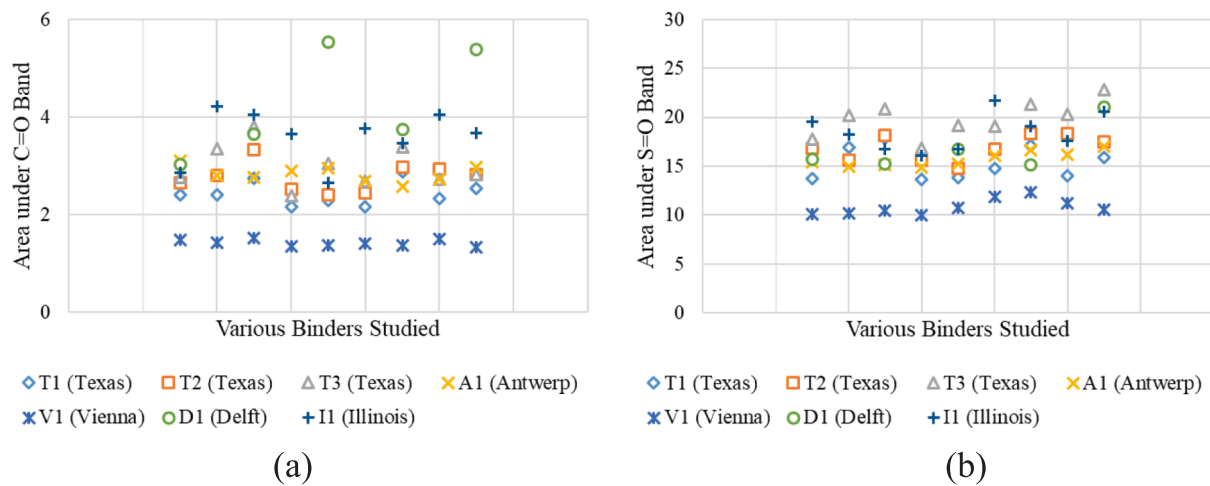 Area under C=O Band
6
4
2
0
Various Binders Studied
T1 (Texas) T2 (Texas) T3 (Texas) A1 (Antwerp)
V1 (Vienna) D1 (Delft) I1 (Illinois)
(a)
Area under S=O Band
30
25
20
15
10
5
0
Various Binders Studied
T1 (Texas) T2 (Texas) T3 (Texas) A1 (Antwerp)
V1 (Vienna) D1 (Delft) I1 (Illinois)
(b)